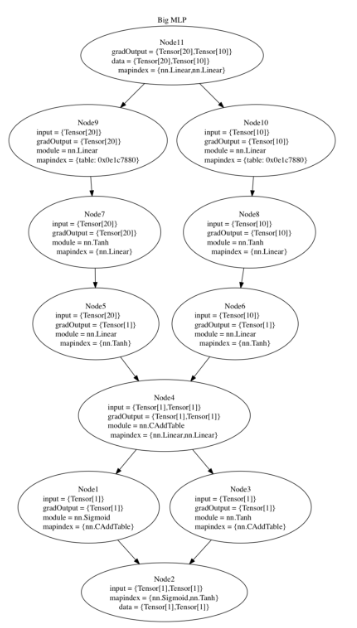 Big MLP
Node11
gradOutput = {Tensor[20],Tensor[10]}
data = {Tensor[20],Tensor[10]}
mapindex = {nn.Linear,nn.Linear}
Node9
input = {Tensor[20]}
gradOutput = {Tensor[20]}
module = nn.Linear
mapindex = {table: 0x0e1c7880}
Node10
input = {Tensor[10]}
gradOutput = {Tensor[10]}
module = nn.Linear
mapindex = {table: 0x0e1c7880}
Node7
input = {Tensor[20]}
gradOutput = {Tensor[20]}
module = nn.Tanh
mapindex = {nn.Linear}
Node8
input = {Tensor[10]}
gradOutput = {Tensor[10]}
module = nn.Tanh
mapindex = {nn.Linear}
Node5
input = {Tensor[20]}
gradOutput = {Tensor[1]}
module = nn.Linear
mapindex = {nn.Tanh}
Node6
input = {Tensor[10]}
gradOutput = {Tensor[1]}
module = nn.Linear
mapindex = {nn.Tanh}
Node4
input = {Tensor[1],Tensor[1]}
gradOutput = {Tensor[1],Tensor[1]}
module = nn.CAddTable
mapindex = {nn.Linear,nn.Linear}
Node1
input = {Tensor[1]}
gradOutput = {Tensor[1]}
module = nn.Sigmoid
mapindex = {nn.CAddTable}
Node3
input = {Tensor[1]}
gradOutput = {Tensor[1]}
module = nn.Tanh
mapindex = {nn.CAddTable}
Node2
input = {Tensor[1],Tensor[1]}
mapindex = {nn.Sigmoid,nn.Tanh}
data = {Tensor[1],Tensor[1]}